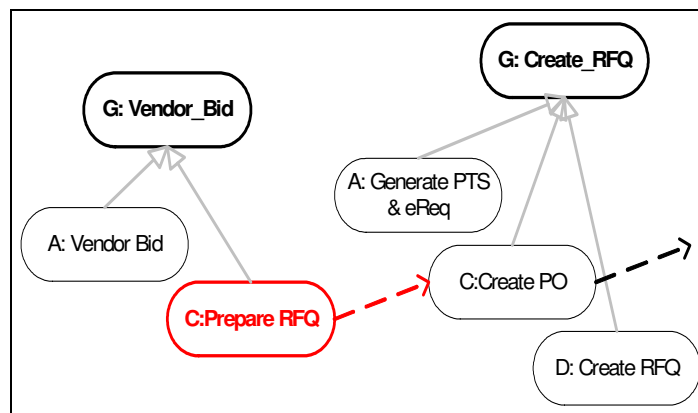 G: Create_RFQ
G: Vendor_Bid
A: Generate PTS
& eReq
A: Vendor Bid
C:Create PO
C:Prepare RFQ
D: Create RFQ